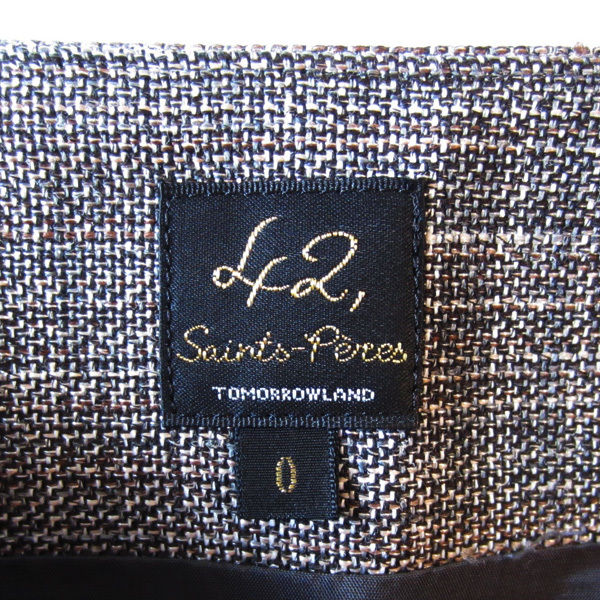 42,
Saints-Pères
TOMORROWLAND
0